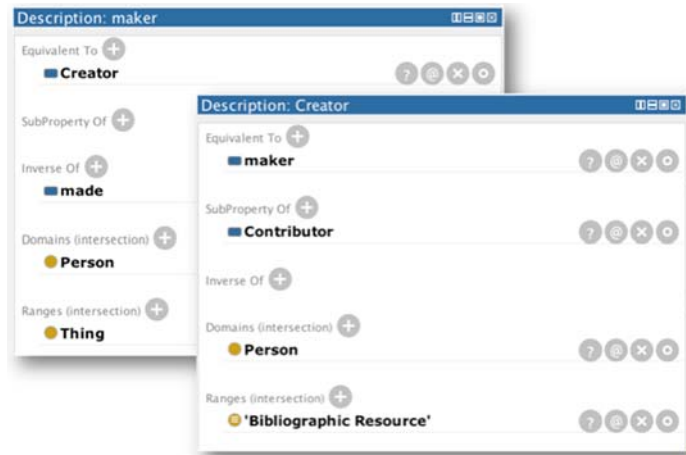 Description: maker
Equivalent To
Creator
SubProperty Of
Inverse Of
made
Domains (intersection)
Person
Ranges (intersection)
Thing
Description: Creator
Equivalent To
maker
SubProperty Of
Contributor
Inverse Of
Domains (intersection)
Person
Ranges (intersection)
'Bibliographic Resource'